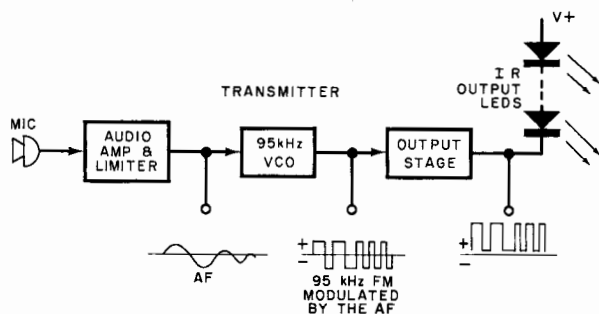 V+
IR
OUTPUT
LEDS
TRANSMITTER
MIC
AUDIO
AMP &
LIMITER
95kHz
VCO
OUTPUT
STAGE
AF
+
−
95 kHz FM
MODULATED
BY THE AF
+
−